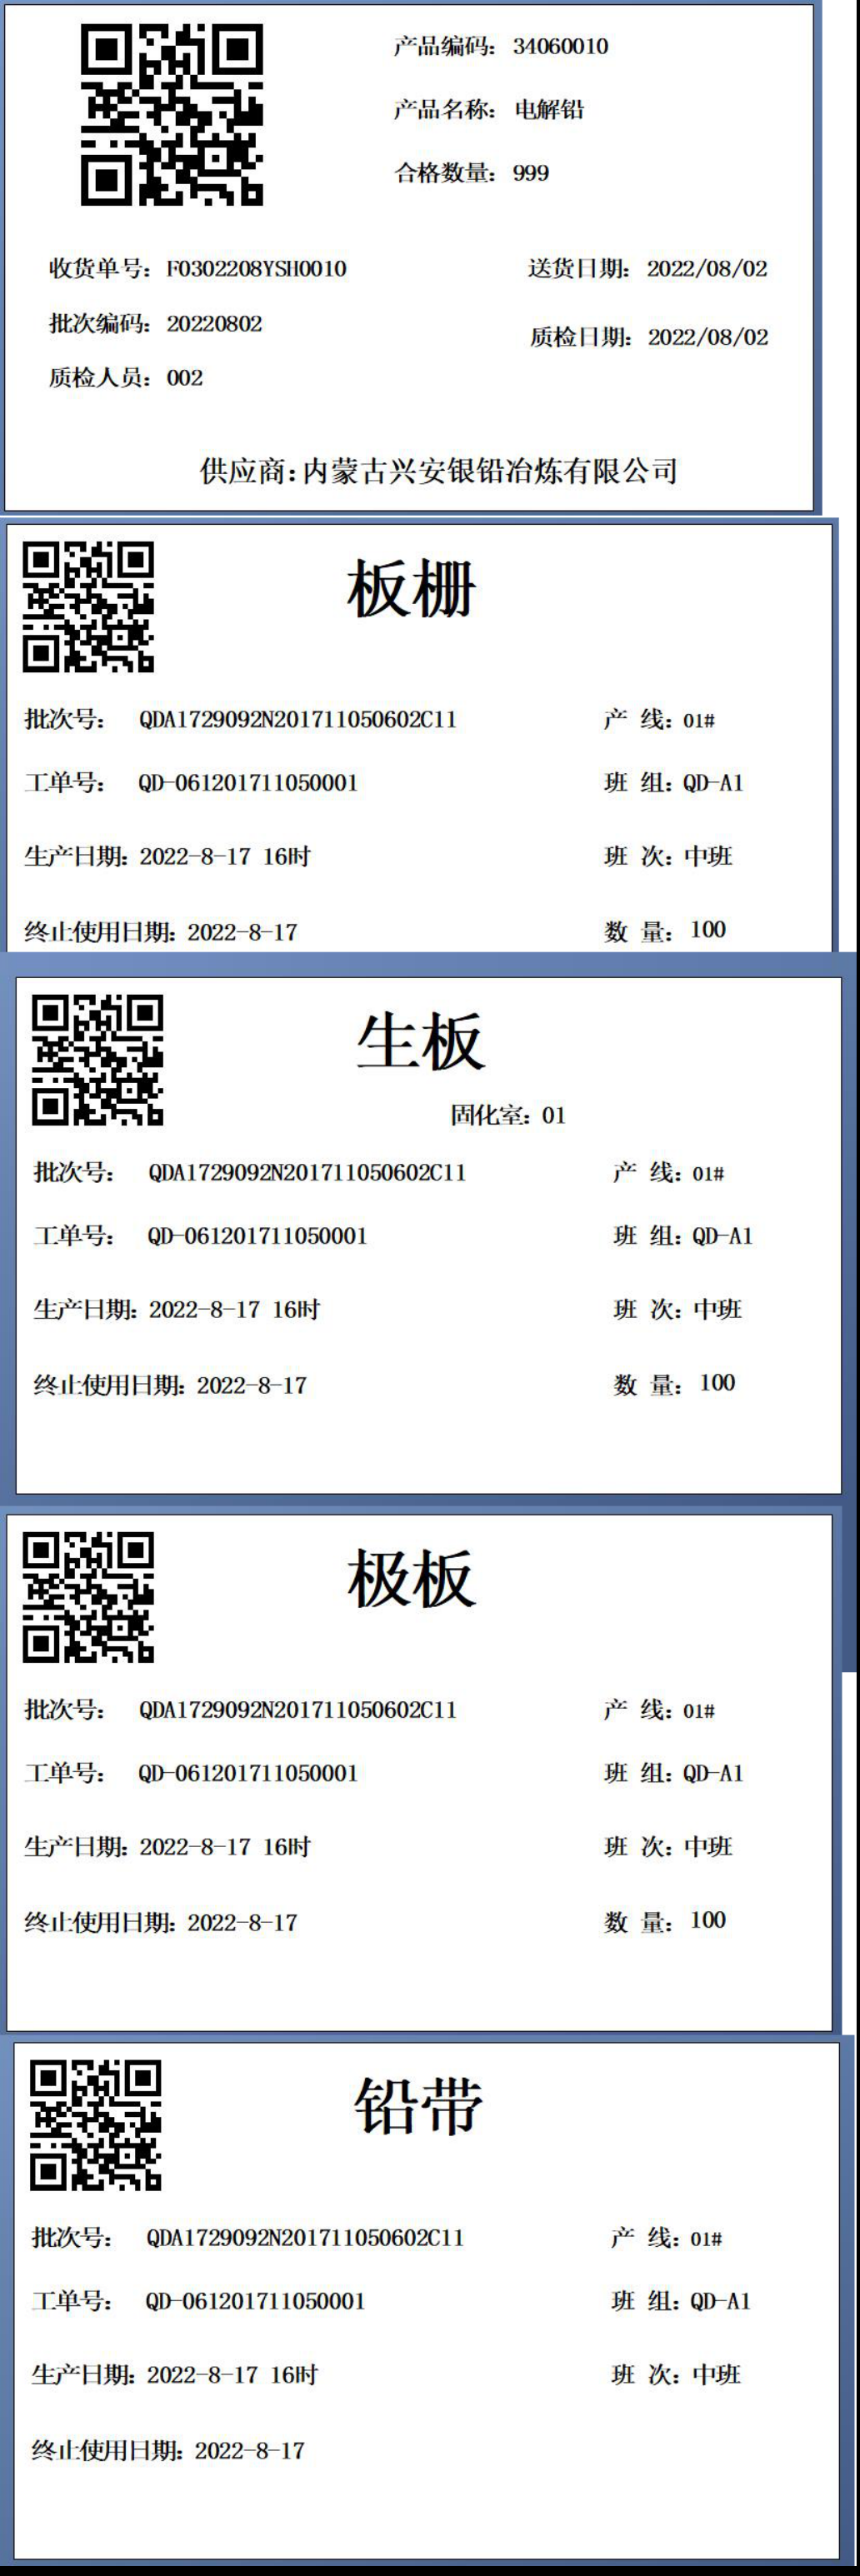 产品编码：34060010
产品名称：电解铅
合格数量：999
收货单号：F0302208YSH0010 送货日期：2022/08/02
批次编码：20220802 质检日期：2022/08/02
质检人员：002
供应商:内蒙古兴安银铅冶炼有限公司
板栅
批次号： QDA1729092N201711050602C11 产 线：01#
工单号： QD-061201711050001 班 组：QD-A1
生产日期：2022-8-17 16时 班 次：中班
终止使用日期：2022-8-17 数 量：100
生板
固化室：01
批次号： QDA1729092N201711050602C11 产 线：01#
工单号： QD-061201711050001 班 组：QD-A1
生产日期：2022-8-17 16时 班 次：中班
终止使用日期：2022-8-17 数 量：100
极板
批次号： QDA1729092N201711050602C11 产 线：01#
工单号： QD-061201711050001 班 组：QD-A1
生产日期：2022-8-17 16时 班 次：中班
终止使用日期：2022-8-17 数 量：100
铅带
批次号： QDA1729092N201711050602C11 产 线：01#
工单号： QD-061201711050001 班 组：QD-A1
生产日期：2022-8-17 16时 班 次：中班
终止使用日期：2022-8-17